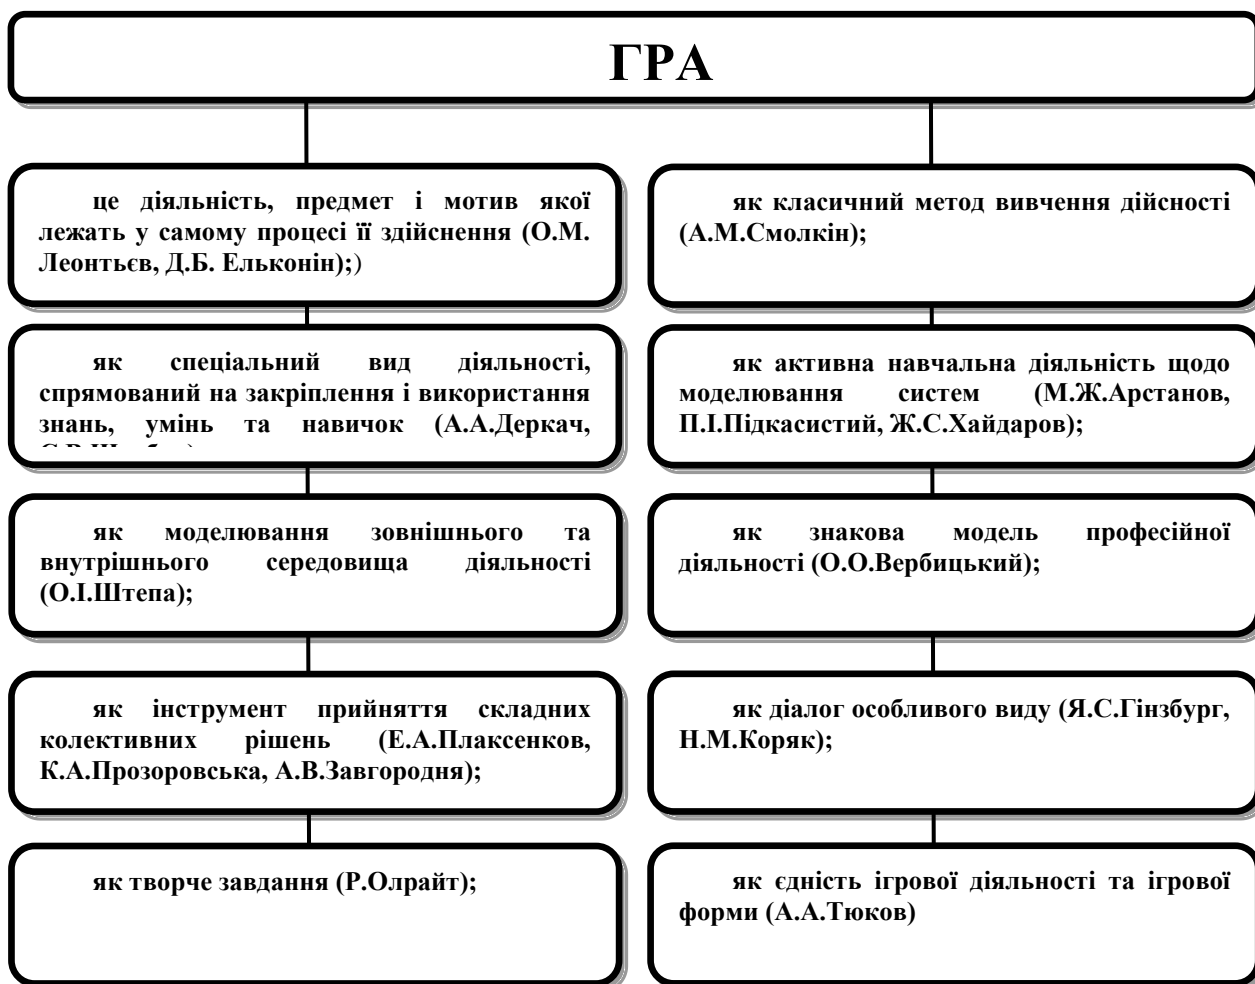 ГРА
це діяльність, предмет і мотив якої
лежать у самому процесі її здійснення (О.М.
Леонтьєв, Д.Б. Ельконін);)
як спеціальний вид діяльності,
спрямований на закріплення і використання
знань, умінь та навичок (А.А.Деркач,
як моделювання зовнішнього та
внутрішнього середовища діяльності
(О.І.Штепа);
як інструмент прийняття складних
колективних рішень (Е.А.Плаксенков,
К.А.Прозоровська, А.В.Завгородня);
як творче завдання (Р.Олрайт);
як класичний метод вивчення дійсності
(А.М.Смолкін);
як активна навчальна діяльність щодо
моделювання систем (М.Ж.Арстанов,
П.І.Підкасистий, Ж.С.Хайдаров);
як знакова модель професійної
діяльності (О.О.Вербицький);
як діалог особливого виду (Я.С.Гінзбург,
Н.М.Коряк);
як єдність ігрової діяльності та ігрової
форми (А.А.Тюков)